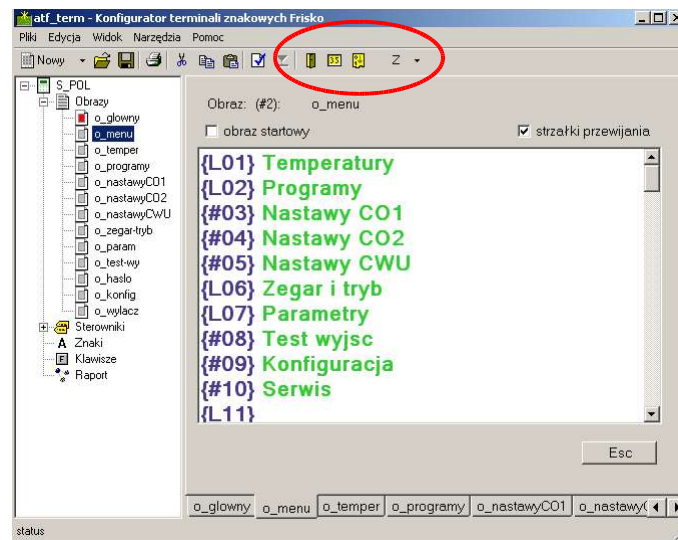 atf_term - Konfigurator terminali znakowych Frisko
Pliki Edycja Widok Narzędzia Pomoc
Nowy Z
S_POL
Obrazy
o_glowny
o_menu
o_temper
o_programy
o_nastawyCO1
o_nastawyCO2
o_nastawyCWU
o_zegar-tryb
o_param
o_test-wy
o_haslo
o_konfig
o_wylacz
Sterowniki
A Znaki
F Klawisze
Raport
Obraz: (#2): o_menu
obraz startowy strzałki przewijania
{L01} Temperatury
{L02} Programy
{#03} Nastawy CO1
{#04} Nastawy CO2
{#05} Nastawy CWU
{L06} Zegar i tryb
{L07} Parametry
{#08} Test wyjsc
{#09} Konfiguracja
{#10} Serwis
{L11}
Esc
o_glowny o_menu o_temper o_programy o_nastawyCO1 o_nastawy(
status